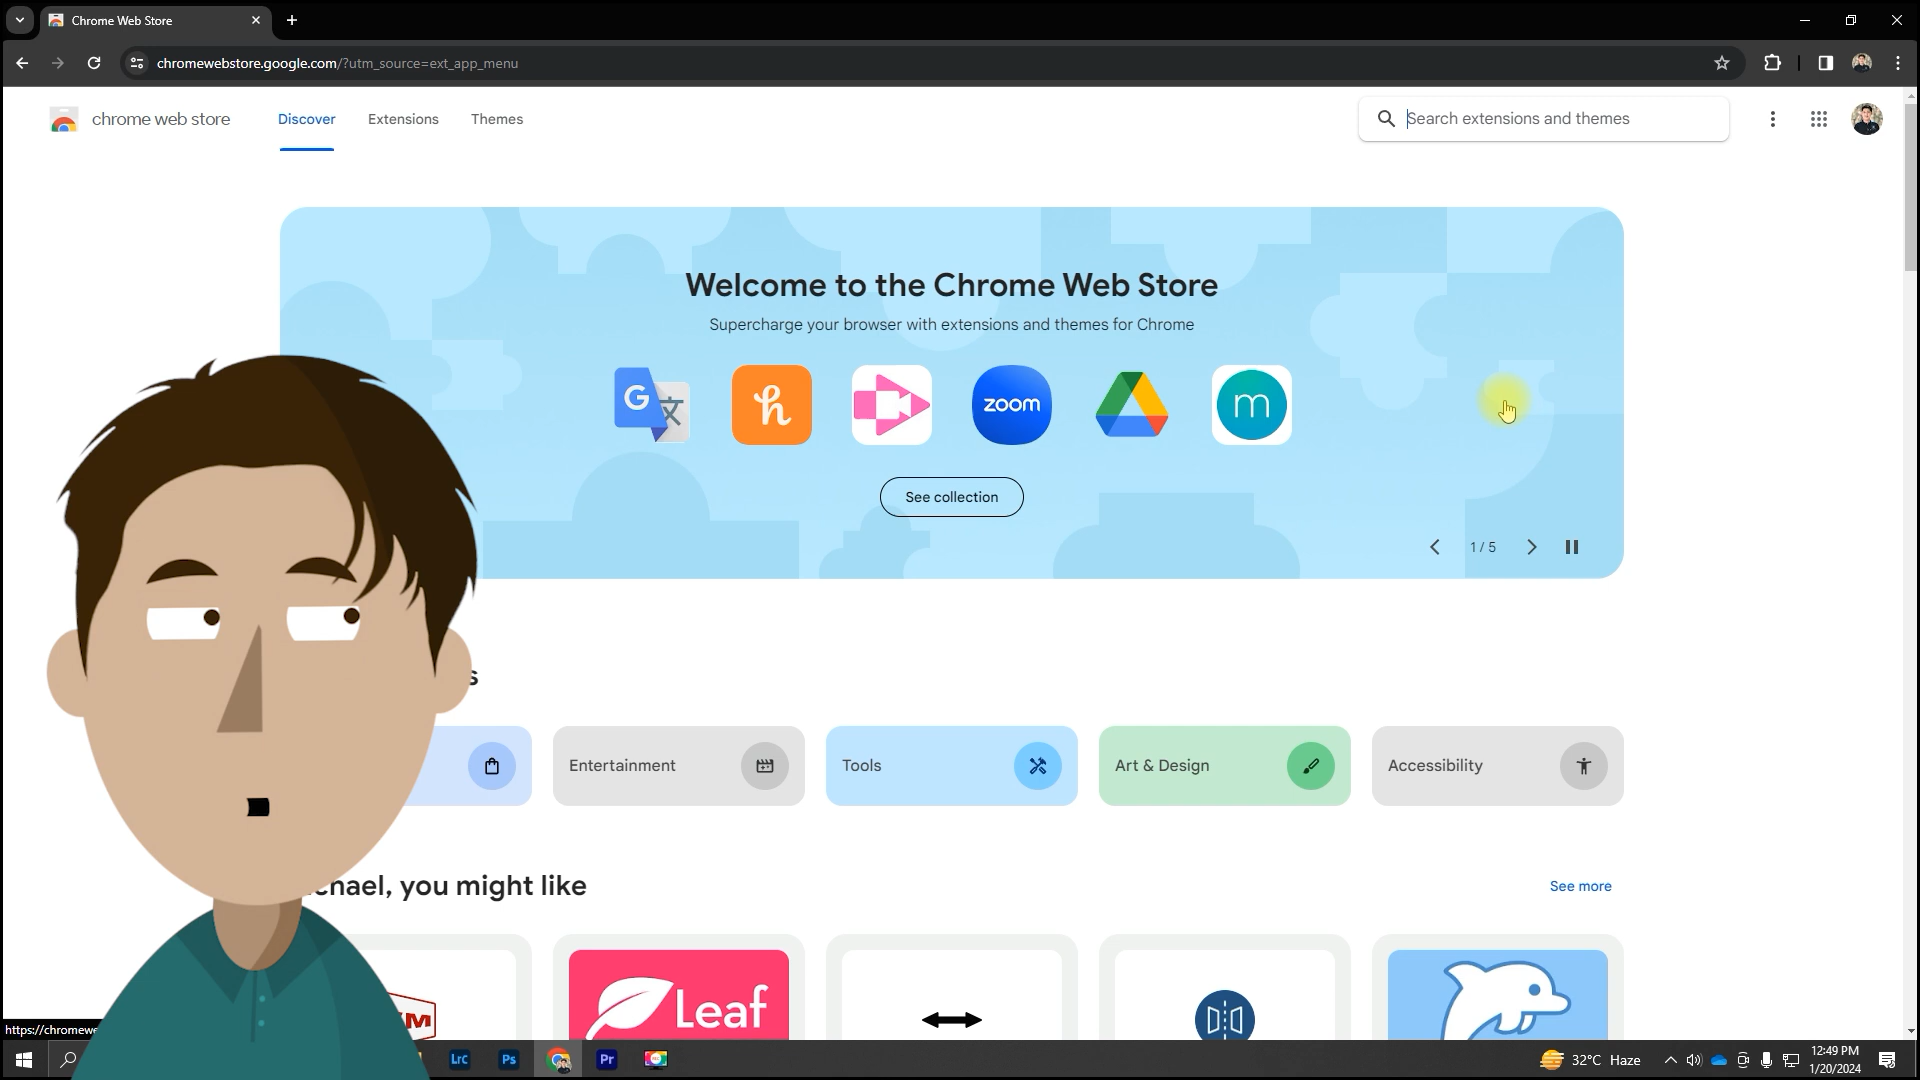 Chrome Web Store
chromewebstore.google.com/?utm_source=ext_app_menu
chrome web store
Discover
Extensions
Themes
Search extensions and themes
Welcome to the Chrome Web Store
Supercharge your browser with extensions and themes for Chrome
G 文
h
zoom
m
See collection
1 / 5
Entertainment
Tools
Art & Design
Accessibility
, you might like
See more
Leaf
https://chromewe
Lrc
Ps
Pr
32°C Haze
12:49 PM
1/20/2024